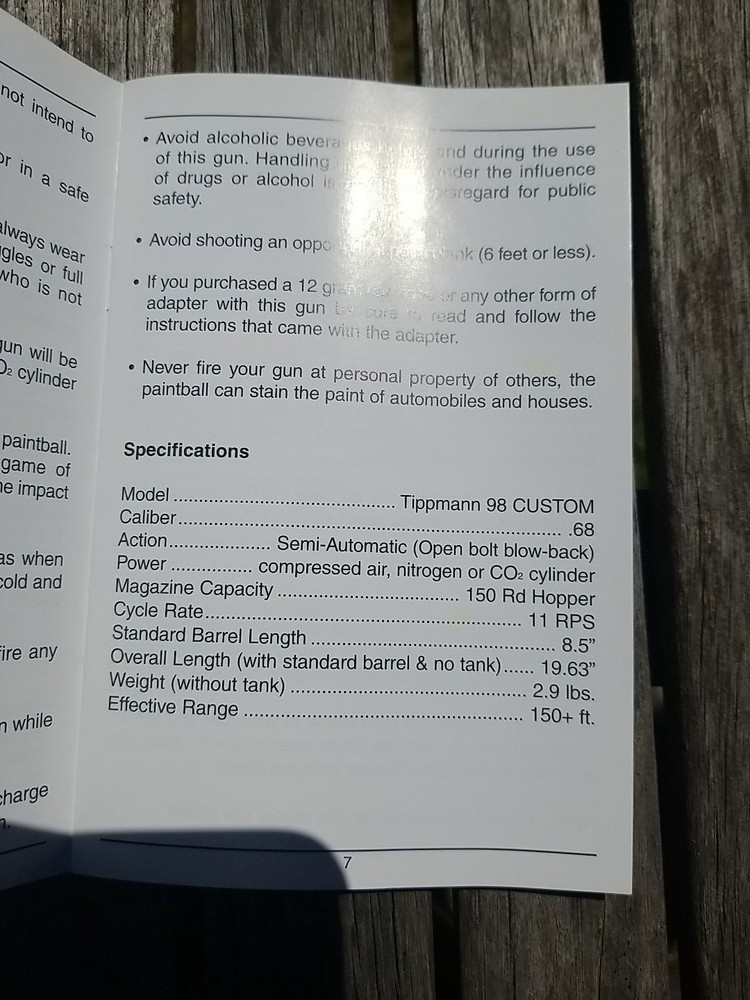 not intend to
or in a safe
always wear
gles or full
who is not
gun will be
O₂ cylinder
paintball.
game of
e impact
as when
cold and
fire any
while
charge
• Avoid alcoholic and during the use
of this gun. Handling the influence
of drugs or alcohol for public
safety.
• Avoid shooting an (6 feet or less).
• If you purchased a 12 or any other form of
adapter with this gun be sure to read and follow the
instructions that came with the adapter.
• Never fire your gun at personal property of others, the
paintball can stain the paint of automobiles and houses.
Specifications
Model ........................................ Tippmann 98 CUSTOM
Caliber..................................................................... .68
Action................... Semi-Automatic (Open bolt blow-back)
Power ............... compressed air, nitrogen or CO₂ cylinder
Magazine Capacity ................................. 150 Rd Hopper
Cycle Rate......................................................... 11 RPS
Standard Barrel Length ............................................ 8.5”
Overall Length (with standard barrel & no tank)...... 19.63”
Weight (without tank) .......................................... 2.9 lbs.
Effective Range .................................................. 150+ ft.
7